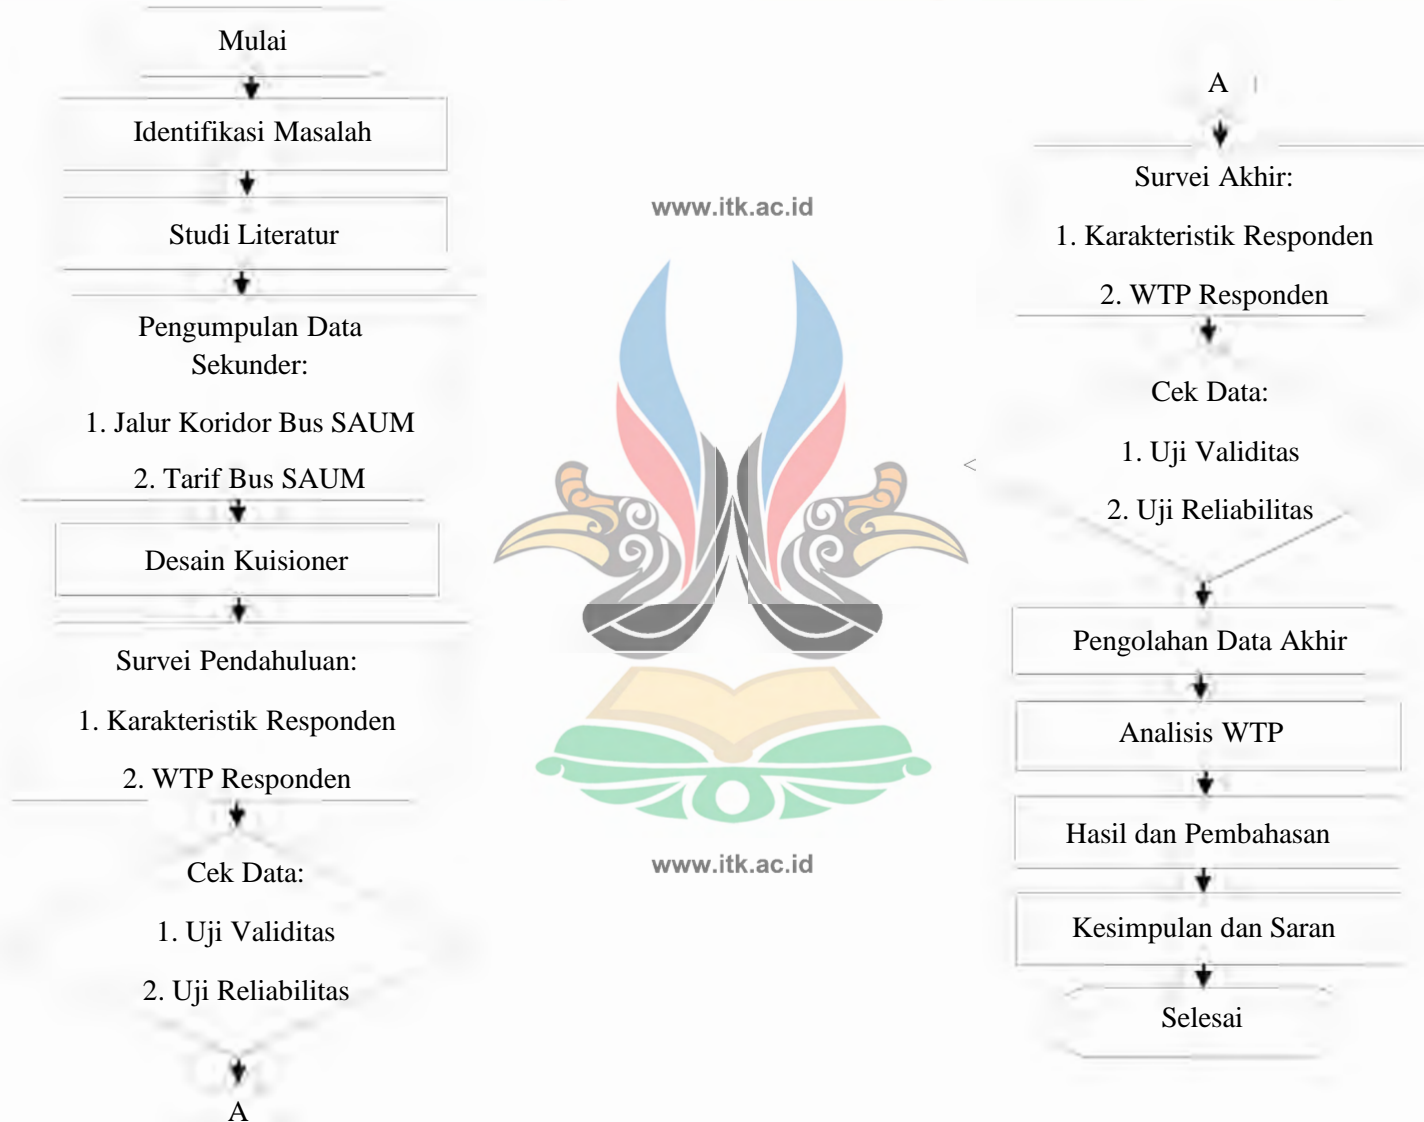 Mulai
Identifikasi Masalah
Studi Literatur
Pengumpulan Data
Sekunder:
1. Jalur Koridor Bus SAUM
2. Tarif Bus SAUM
Desain Kuisioner
Survei Pendahuluan:
1. Karakteristik Responden
2. WTP Responden
Cek Data:
1. Uji Validitas
2. Uji Reliabilitas
A
www.itk.ac.id
www.itk.ac.id
A
Survei Akhir:
1. Karakteristik Responden
2. WTP Responden
Cek Data:
1. Uji Validitas
2. Uji Reliabilitas
<
Pengolahan Data Akhir
Analisis WTP
Hasil dan Pembahasan
Kesimpulan dan Saran
Selesai